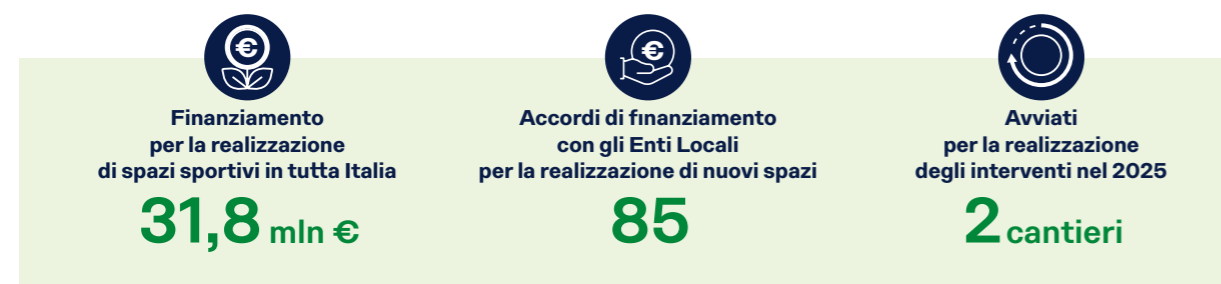 €
Finanziamento
per la realizzazione
di spazi sportivi in tutta Italia
31,8 mln €
€
Accordi di finanziamento
con gli Enti Locali
per la realizzazione di nuovi spazi
85
Avviati
per la realizzazione
degli interventi nel 2025
2 cantieri